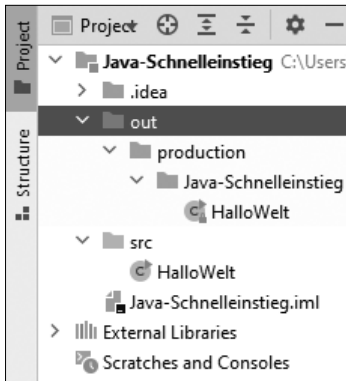 Project
Structure
Project
Java-Schnelleinstieg C:\Users
.idea
out
production
Java-Schnelleinstieg
HalloWelt
src
HalloWelt
Java-Schnelleinstieg.iml
External Libraries
Scratches and Consoles